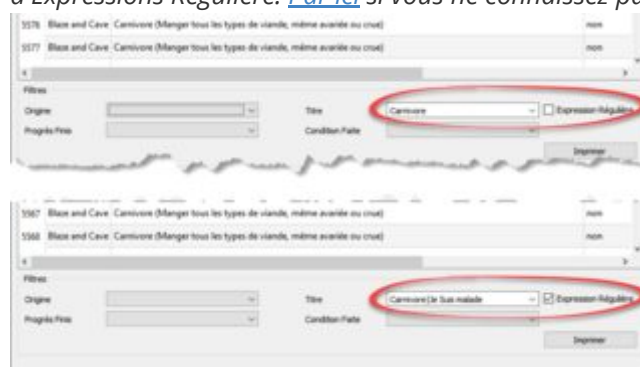 d'Expressions Régulière. Par ici si vous ne connaissez pa
5576 Blaze and Cave Carnivore (Manger tous les types de viande, même avariée ou crue) non
5577 Blaze and Cave Carnivore (Manger tous les types de viande, même avariée ou crue) non
Filtres
Origine Titre Carnivore Expression Régulière
Progrès Finis Condition Faite
Imprimer
5567 Blaze and Cave Carnivore (Manger tous les types de viande, même avariée ou crue) non
5568 Blaze and Cave Carnivore (Manger tous les types de viande, même avariée ou crue) non
Filtres
Origine Titre Carnivore|Je Suis malade Expression Régulière
Progrès Finis Condition Faite
Imprimer